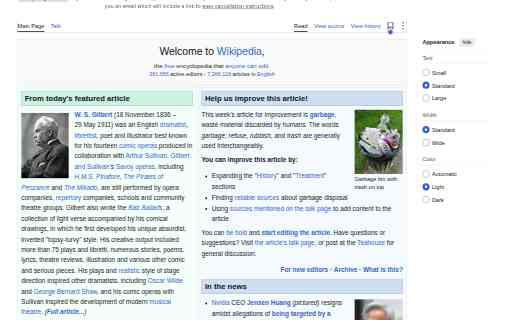 you an email which will include a link to easy cancellation instructions.
Main Page Talk Read View source View history
Welcome to Wikipedia,
the free encyclopedia that anyone can edit.
active editors · articles in English
Appearance hide
Text
Small
Standard
Large
Width
Standard
Wide
Color
Automatic
Light
Dark
From today's featured article
W. S. Gilbert (18 November 1836 –
29 May 1911) was an English dramatist,
librettist, poet and illustrator best known
for his fourteen comic operas produced in
collaboration with Arthur Sullivan. Gilbert
and Sullivan's Savoy operas, including
H.M.S. Pinafore, The Pirates of
Penzance and The Mikado, are still performed by opera
companies, repertory companies, schools and community
theatre groups. Gilbert also wrote the Bab Ballads, a
collection of light verse accompanied by his comical
drawings, in which he first developed his unique absurdist,
inverted "topsy-turvy" style. His creative output included
more than 75 plays and libretti, numerous stories, poems,
lyrics, theatre reviews, illustration and various other comic
and serious pieces. His plays and realistic style of stage
direction inspired other dramatists, including Oscar Wilde
and George Bernard Shaw, and his comic operas with
Sullivan inspired the development of modern musical
theatre. (Full article...)
Help us improve this article!
This week's article for improvement is garbage,
waste material discarded by humans. The words
garbage, refuse, rubbish, and trash are generally
used interchangeably.
You can improve this article by:
Expanding the "History" and "Treatment"
sections
Finding reliable sources about garbage disposal
Using sources mentioned on the talk page to add content to the
article
Garbage bin with
trash on top
You can be bold and start editing the article. Have questions or
suggestions? Visit the article's talk page, or post at the Teahouse for
general discussion.
For new editors · Archive · What is this?
In the news
Nvidia CEO Jensen Huang (pictured) resigns
amidst allegations of being targeted by a